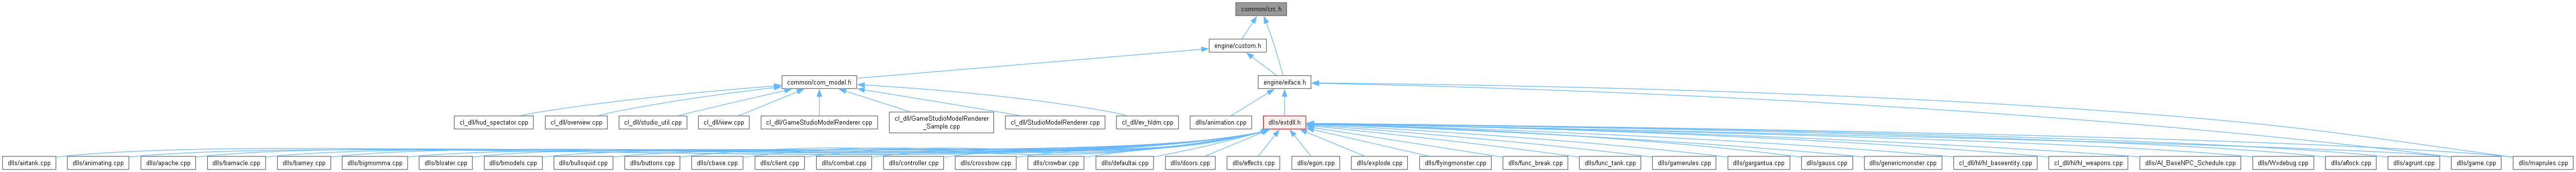 common/crc.h
engine/custom.h
common/com_model.h
engine/eiface.h
cl_dll/hud_spectator.cpp
cl_dll/overview.cpp
cl_dll/studio_util.cpp
cl_dll/view.cpp
cl_dll/GameStudioModelRenderer.cpp
cl_dll/GameStudioModelRenderer
_Sample.cpp
cl_dll/StudioModelRenderer.cpp
cl_dll/ev_hldm.cpp
dlls/animation.cpp
dlls/extdll.h
dlls/airtank.cpp
dlls/animating.cpp
dlls/apache.cpp
dlls/barnacle.cpp
dlls/barney.cpp
dlls/bigmomma.cpp
dlls/bloater.cpp
dlls/bmodels.cpp
dlls/bullsquid.cpp
dlls/buttons.cpp
dlls/cbase.cpp
dlls/client.cpp
dlls/combat.cpp
dlls/controller.cpp
dlls/crossbow.cpp
dlls/crowbar.cpp
dlls/defaultai.cpp
dlls/doors.cpp
dlls/effects.cpp
dlls/egon.cpp
dlls/explode.cpp
dlls/flyingmonster.cpp
dlls/func_break.cpp
dlls/func_tank.cpp
dlls/gamerules.cpp
dlls/gargantua.cpp
dlls/gauss.cpp
dlls/genericmonster.cpp
cl_dll/hl/hl_baseentity.cpp
cl_dll/hl/hl_weapons.cpp
dlls/AI_BaseNPC_Schedule.cpp
dlls/Wxdebug.cpp
dlls/aflock.cpp
dlls/agrunt.cpp
dlls/game.cpp
dlls/maprules.cpp